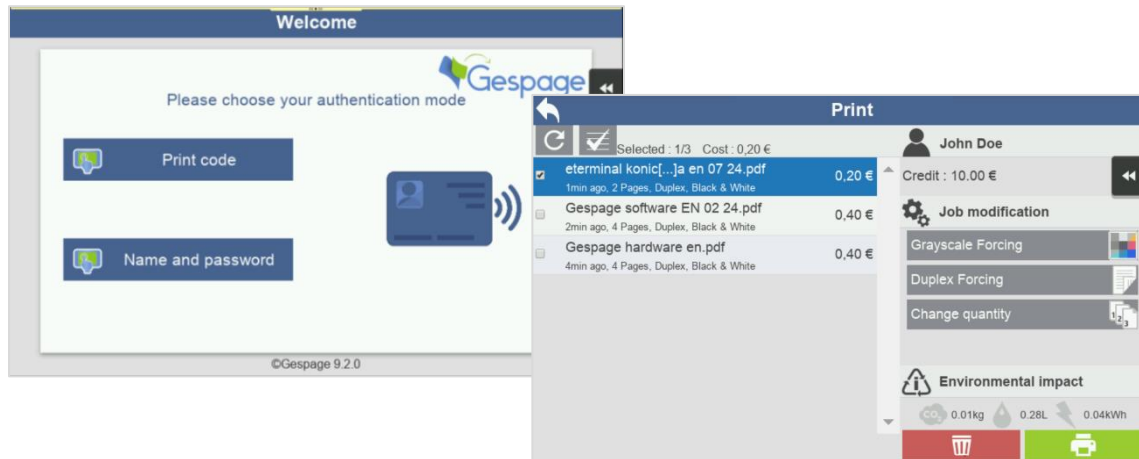 Welcome
Gespage
Please choose your authentication mode
Print code
Name and password
©Gespage 9.2.0
Print
Selected : 1/3 Cost : 0,20 €
eterminal konic[...]a en 07 24.pdf
0,20 €
1min ago, 2 Pages, Duplex, Black & White
Gespage software EN 02 24.pdf
0,40 €
2min ago, 4 Pages, Duplex, Black & White
Gespage hardware en.pdf
0,40 €
4min ago, 4 Pages, Duplex, Black & White
John Doe
Credit : 10.00 €
Job modification
Grayscale Forcing
Duplex Forcing
Change quantity
1 2 3
Environmental impact
CO2 0.01kg 0.28L 0.04kWh